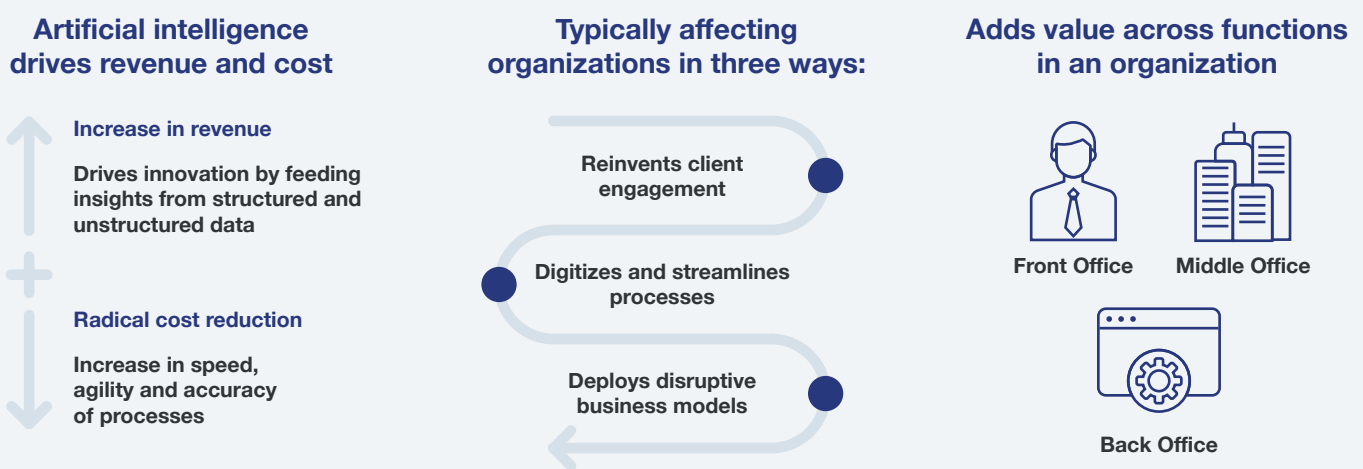 Artificial intelligence
drives revenue and cost
Increase in revenue
Drives innovation by feeding
insights from structured and
unstructured data
Radical cost reduction
Increase in speed,
agility and accuracy
of processes
Typically affecting
organizations in three ways:
Reinvents client
engagement
Digitizes and streamlines
processes
Deploys disruptive
business models
Adds value across functions
in an organization
Front Office
Middle Office
Back Office